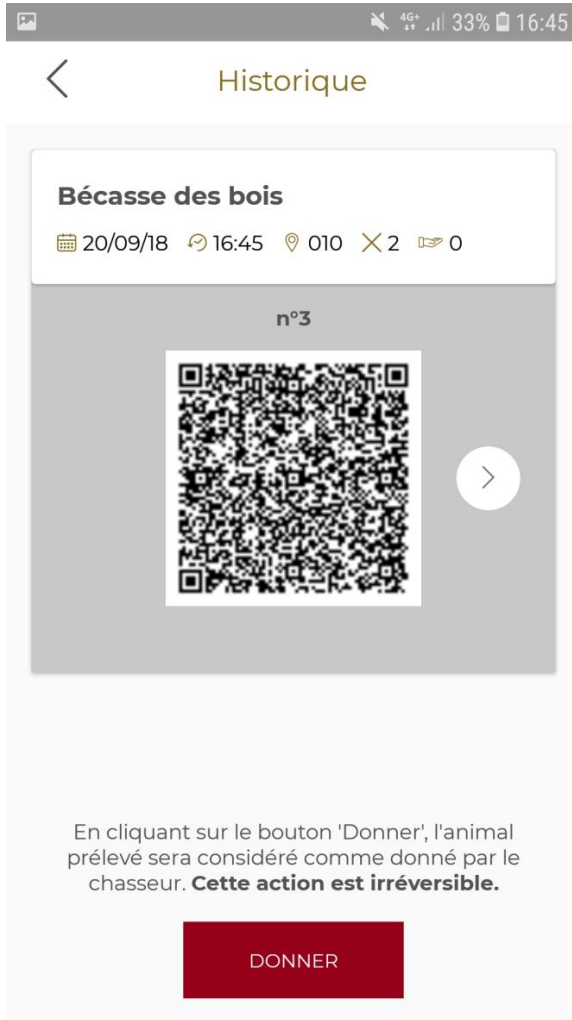 4G+ 33% 16:45
Historique
Bécasse des bois
20/09/18 16:45 010 2 0
n°3
En cliquant sur le bouton 'Donner', l'animal
prélevé sera considéré comme donné par le
chasseur. Cette action est irréversible.
DONNER